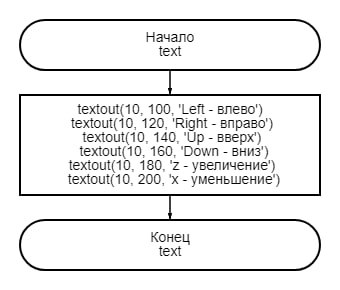 Начало
text
textout(10, 100, 'Left - влево')
textout(10, 120, 'Right - вправо')
textout(10, 140, 'Up - вверх')
textout(10, 160, 'Down - вниз')
textout(10, 180, 'z - увеличение')
textout(10, 200, 'x - уменьшение')
Конец
text